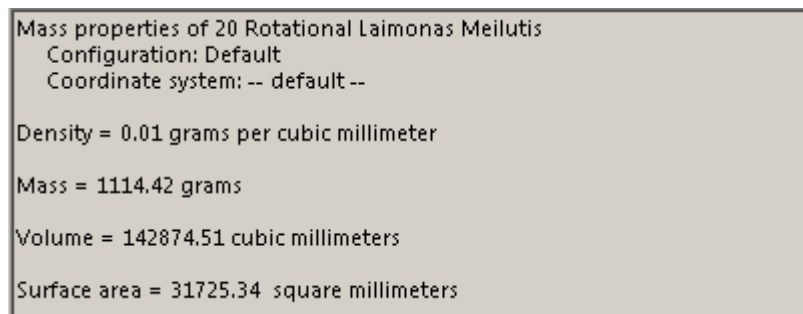 Mass properties of 20 Rotational Laimonas Meilutis
Configuration: Default
Coordinate system: -- default --
Density = 0.01 grams per cubic millimeter
Mass = 1114.42 grams
Volume = 142874.51 cubic millimeters
Surface area = 31725.34 square millimeters